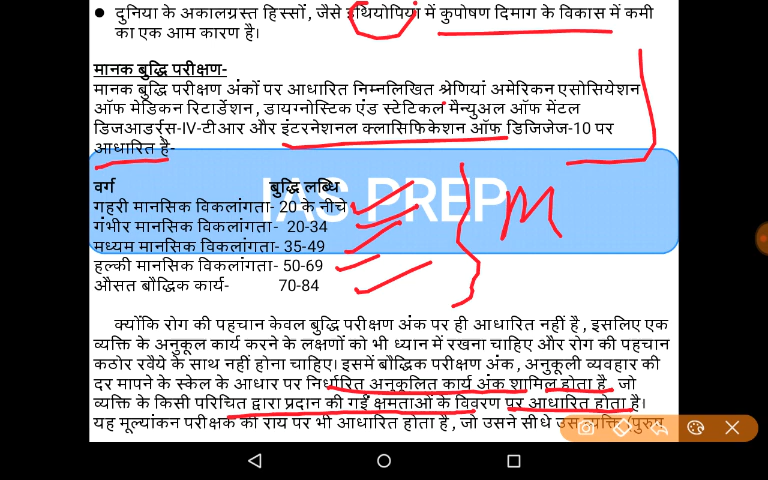 ● दुनिया के अकालग्रस्त हिस्सों, जैसे इथियोपिया में कुपोषण दिमाग के विकास में कमी
का एक आम कारण है।
मानक बुद्धि परीक्षण-
मानक बुद्धि परीक्षण अंकों पर आधारित निम्नलिखित श्रेणियां अमेरिकन एसोसियेशन
ऑफ मेडिकन रिटार्डेशन, डायग्नोस्टिक एंड स्टेटिकल मैन्युअल ऑफ मेंटल
डिजआडर्र्स-IV-टीआर और इंटरनेशनल क्लासिफिकेशन ऑफ डिजिजेज-10 पर
आधारित है-
IAS PREP
वर्ग बुद्धि लब्धि
गहरी मानसिक विकलांगता- 20 के नीचे
गंभीर मानसिक विकलांगता- 20-34
मध्यम मानसिक विकलांगता- 35-49
हल्की मानसिक विकलांगता- 50-69
औसत बौद्धिक कार्य- 70-84
M
क्योंकि रोग की पहचान केवल बुद्धि परीक्षण अंक पर ही आधारित नहीं है, इसलिए एक
व्यक्ति के अनुकूल कार्य करने के लक्षणों को भी ध्यान में रखना चाहिए और रोग की पहचान
कठोर रवैये के साथ नहीं होना चाहिए। इसमें बौद्धिक परीक्षण अंक, अनुकूली व्यवहार की
दर मापने के स्केल के आधार पर निर्धारित अनुकूलित कार्य अंक शामिल होता है, जो
व्यक्ति के किसी परिचित द्वारा प्रदान की गईं क्षमताओं के विवरण पर आधारित होता है।
यह मूल्यांकन परीक्षक की राय पर भी आधारित होता है, जो उसने सीधे उस व्यक्ति